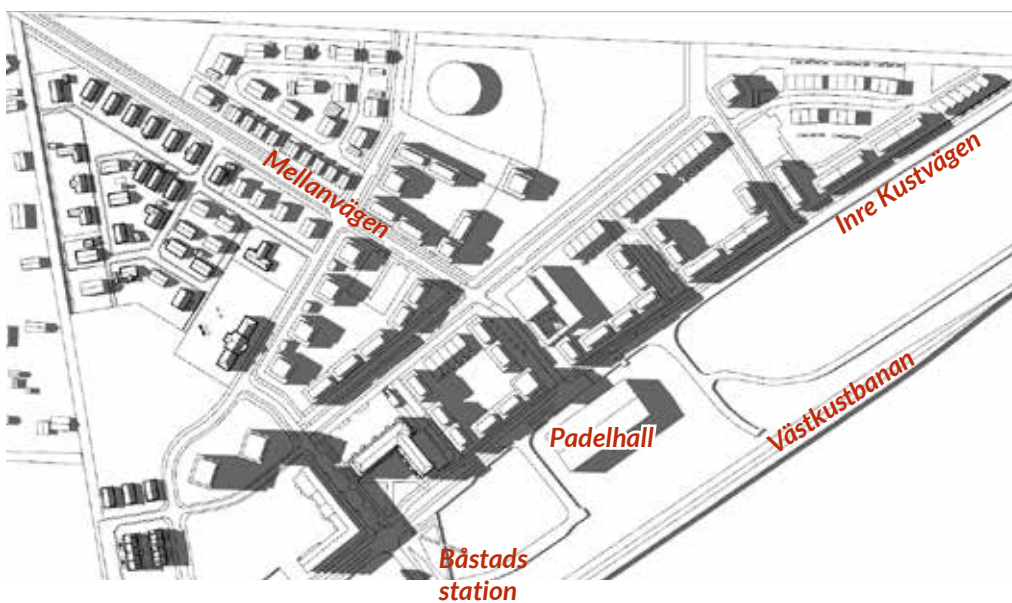 Mellanvägen
Inre Kustvägen
Västkustbanan
Padelhall
Båstads
station